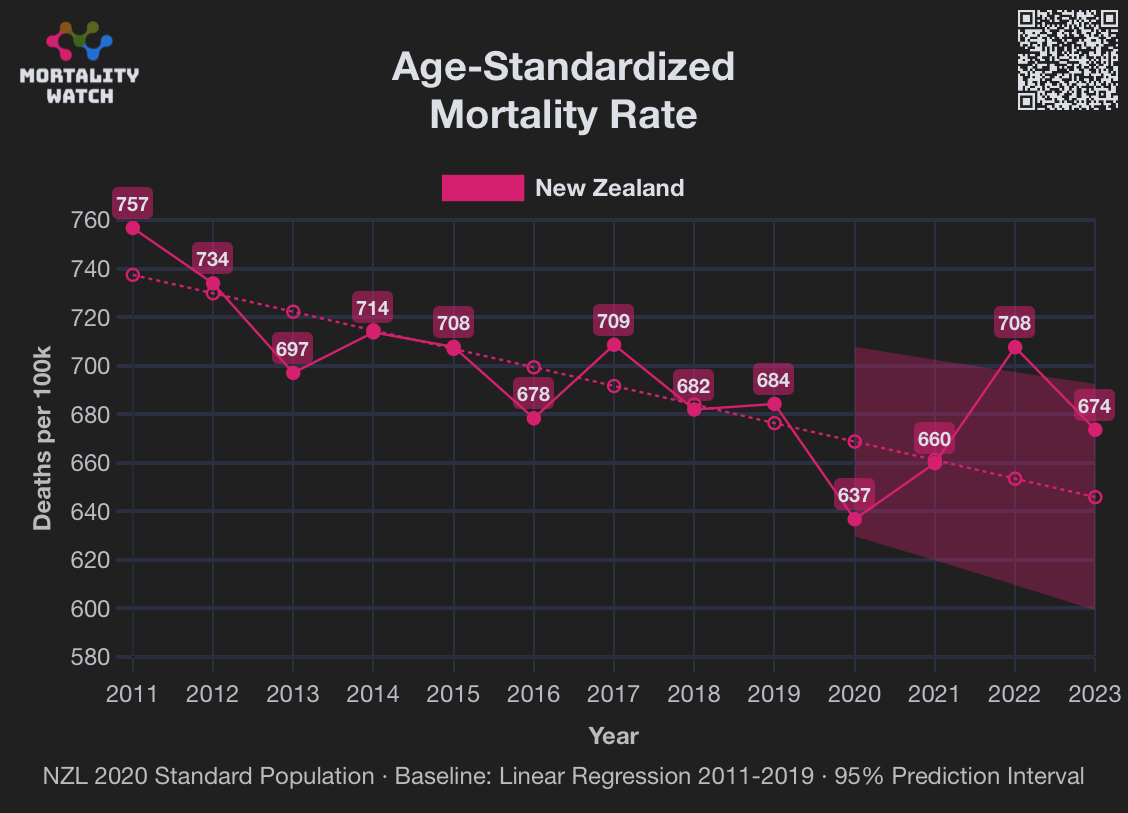 MORTALITY
WATCH
Age-Standardized
Mortality Rate
New Zealand
Deaths per 100k
760
740
720
700
680
660
640
620
600
580
757
734
697
714
708
678
709
682
684
637
660
708
674
2011 2012 2013 2014 2015 2016 2017 2018 2019 2020 2021 2022 2023
Year
NZL 2020 Standard Population · Baseline: Linear Regression 2011-2019 · 95% Prediction Interval